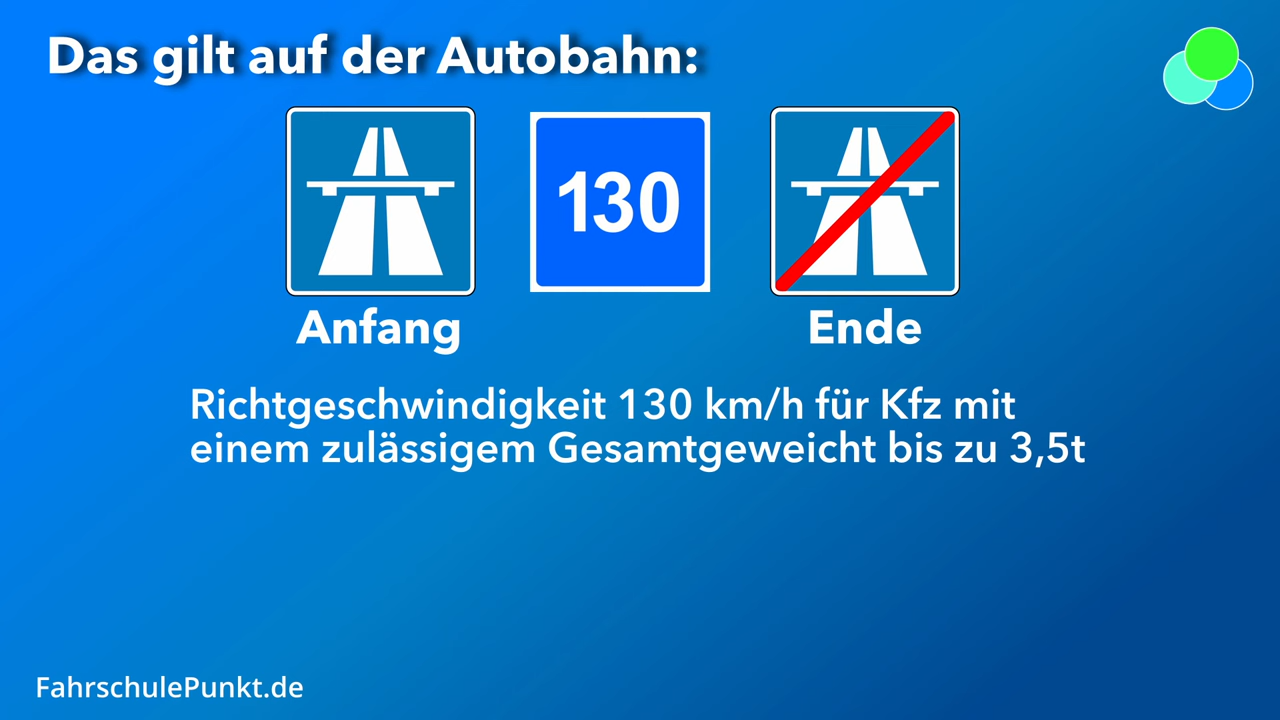 Das gilt auf der Autobahn:
130
Anfang
Ende
Richtgeschwindigkeit 130 km/h für Kfz mit
einem zulässigem Gesamtgeweicht bis zu 3,5t
FahrschulePunkt.de